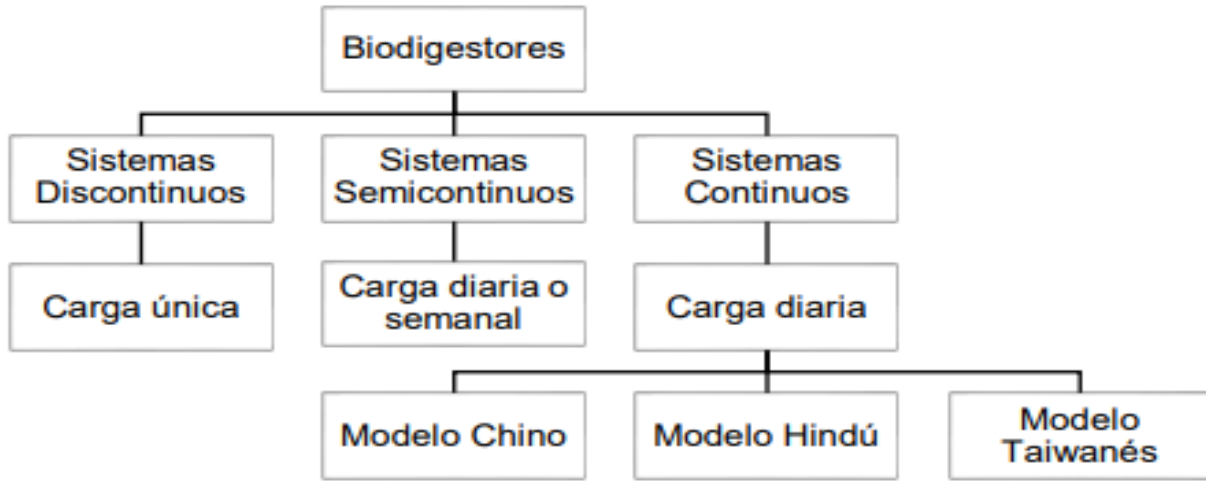 Biodigestores
Sistemas
Discontinuos
Sistemas
Semicontinuos
Sistemas
Continuos
Carga única
Carga diaria o
semanal
Carga diaria
Modelo Chino
Modelo Hindú
Modelo
Taiwanés